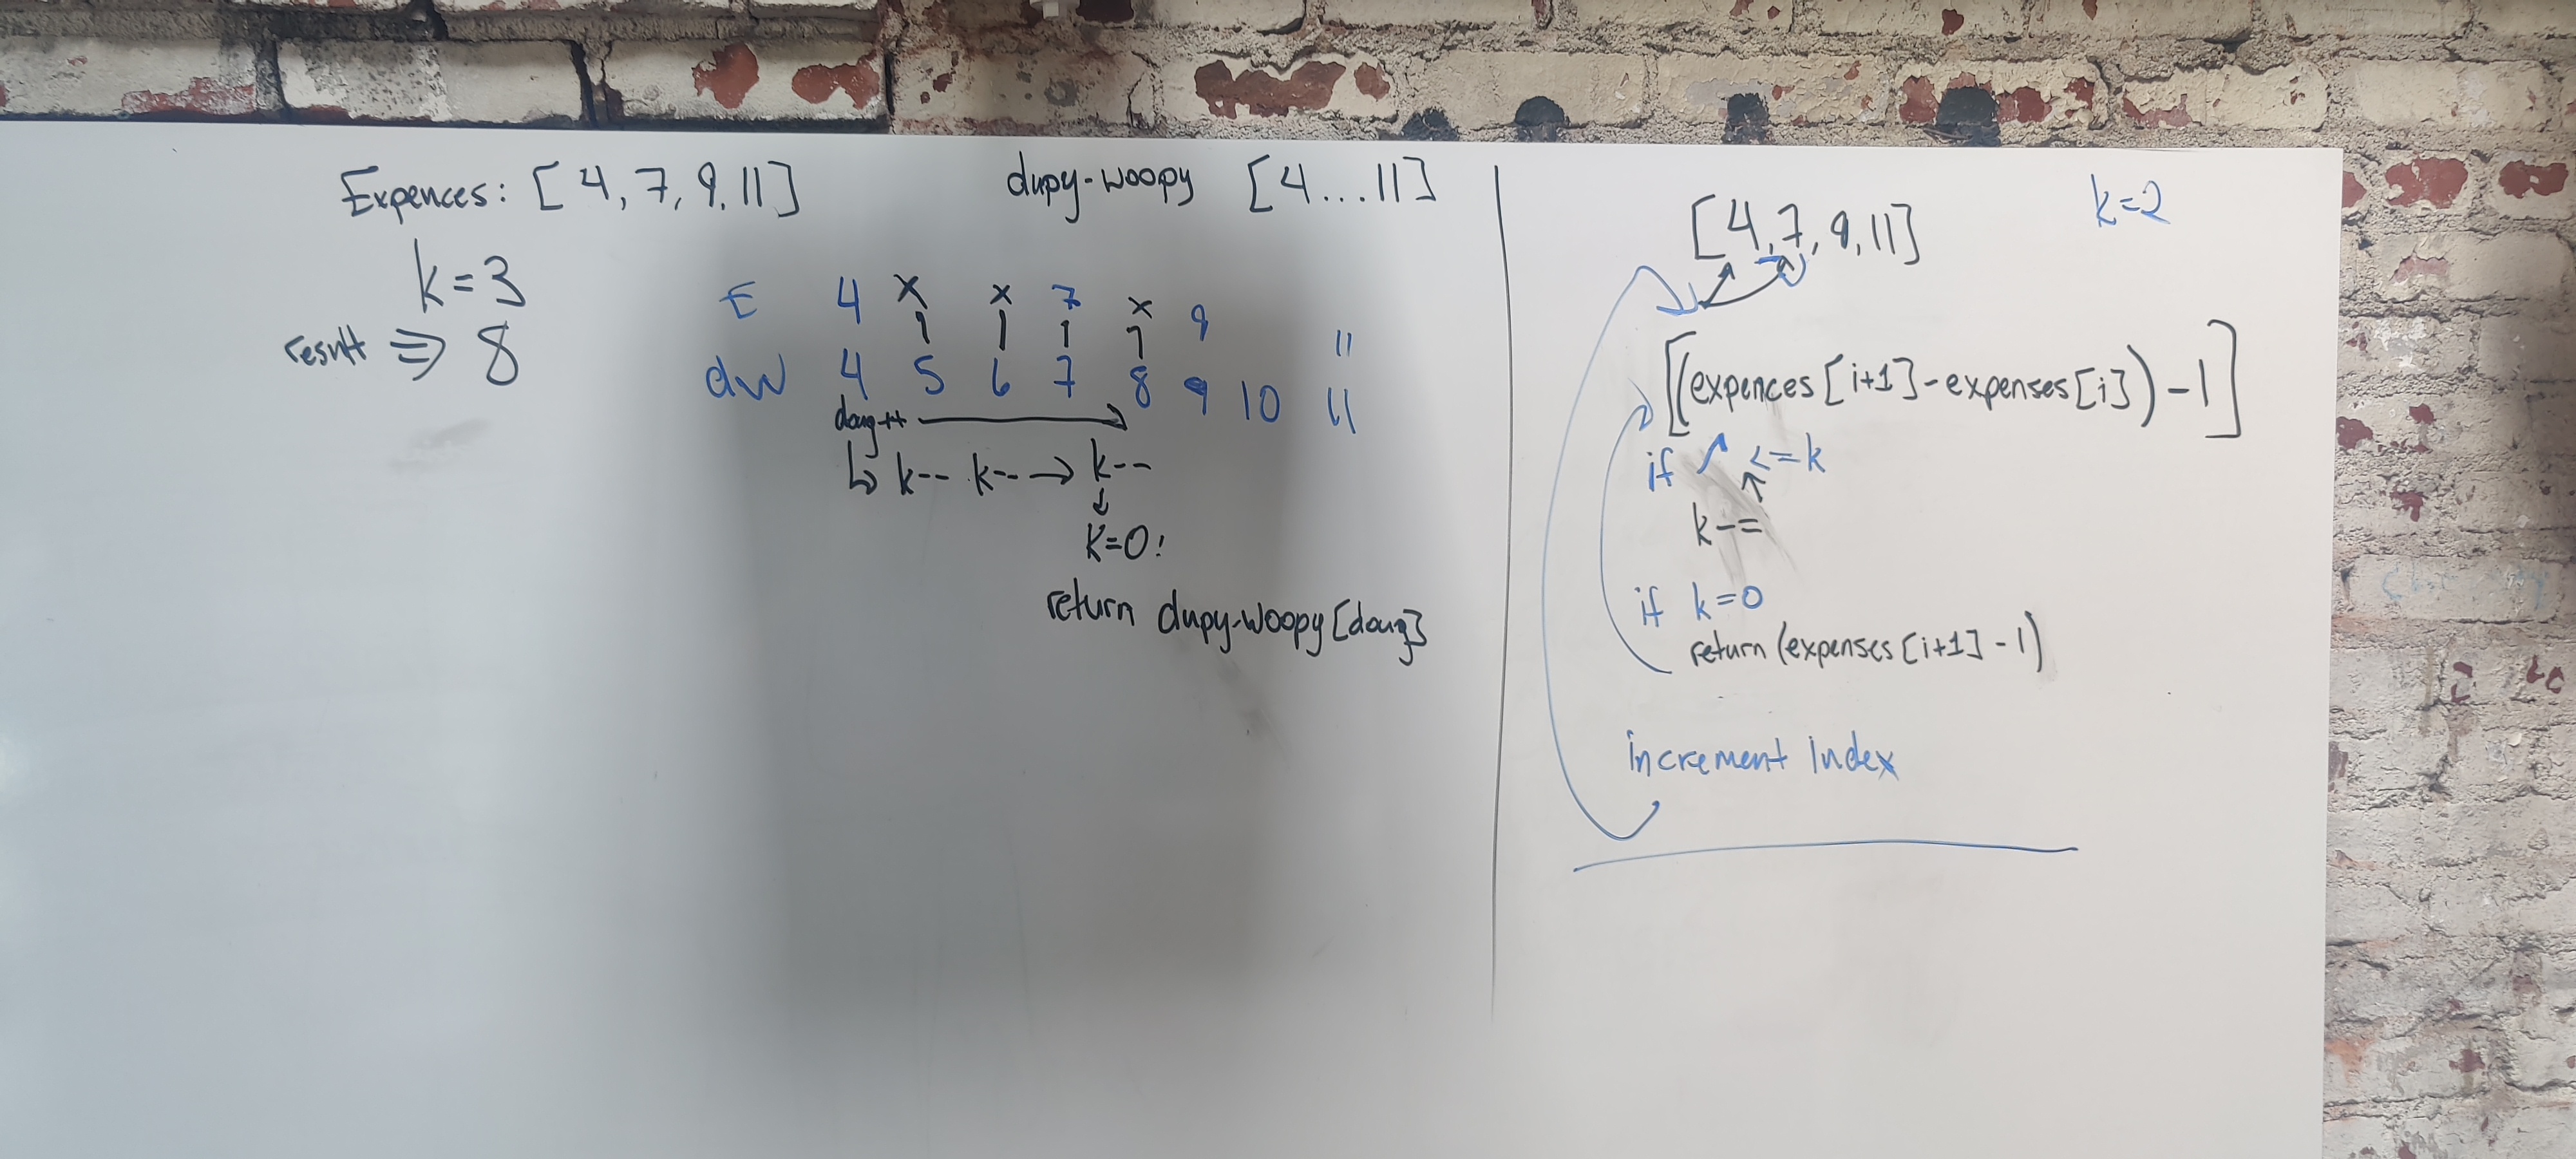 Expences: [4, 7, 9, 11]
k=3
result => 8
dupy-woopy [4...11]
E 4 x x 7 x 9 11
dW 4 5 6 7 8 9 10 11
doug++
↳ k-- k-- → k--
↓
K=0!
return dupy-woopy[doug]
[4, 7, 9, 11]
k=2
[(expences[i+1]-expenses[i])-1]
if <=k
k-=
if k=0
return (expenses[i+1]-1)
increment index